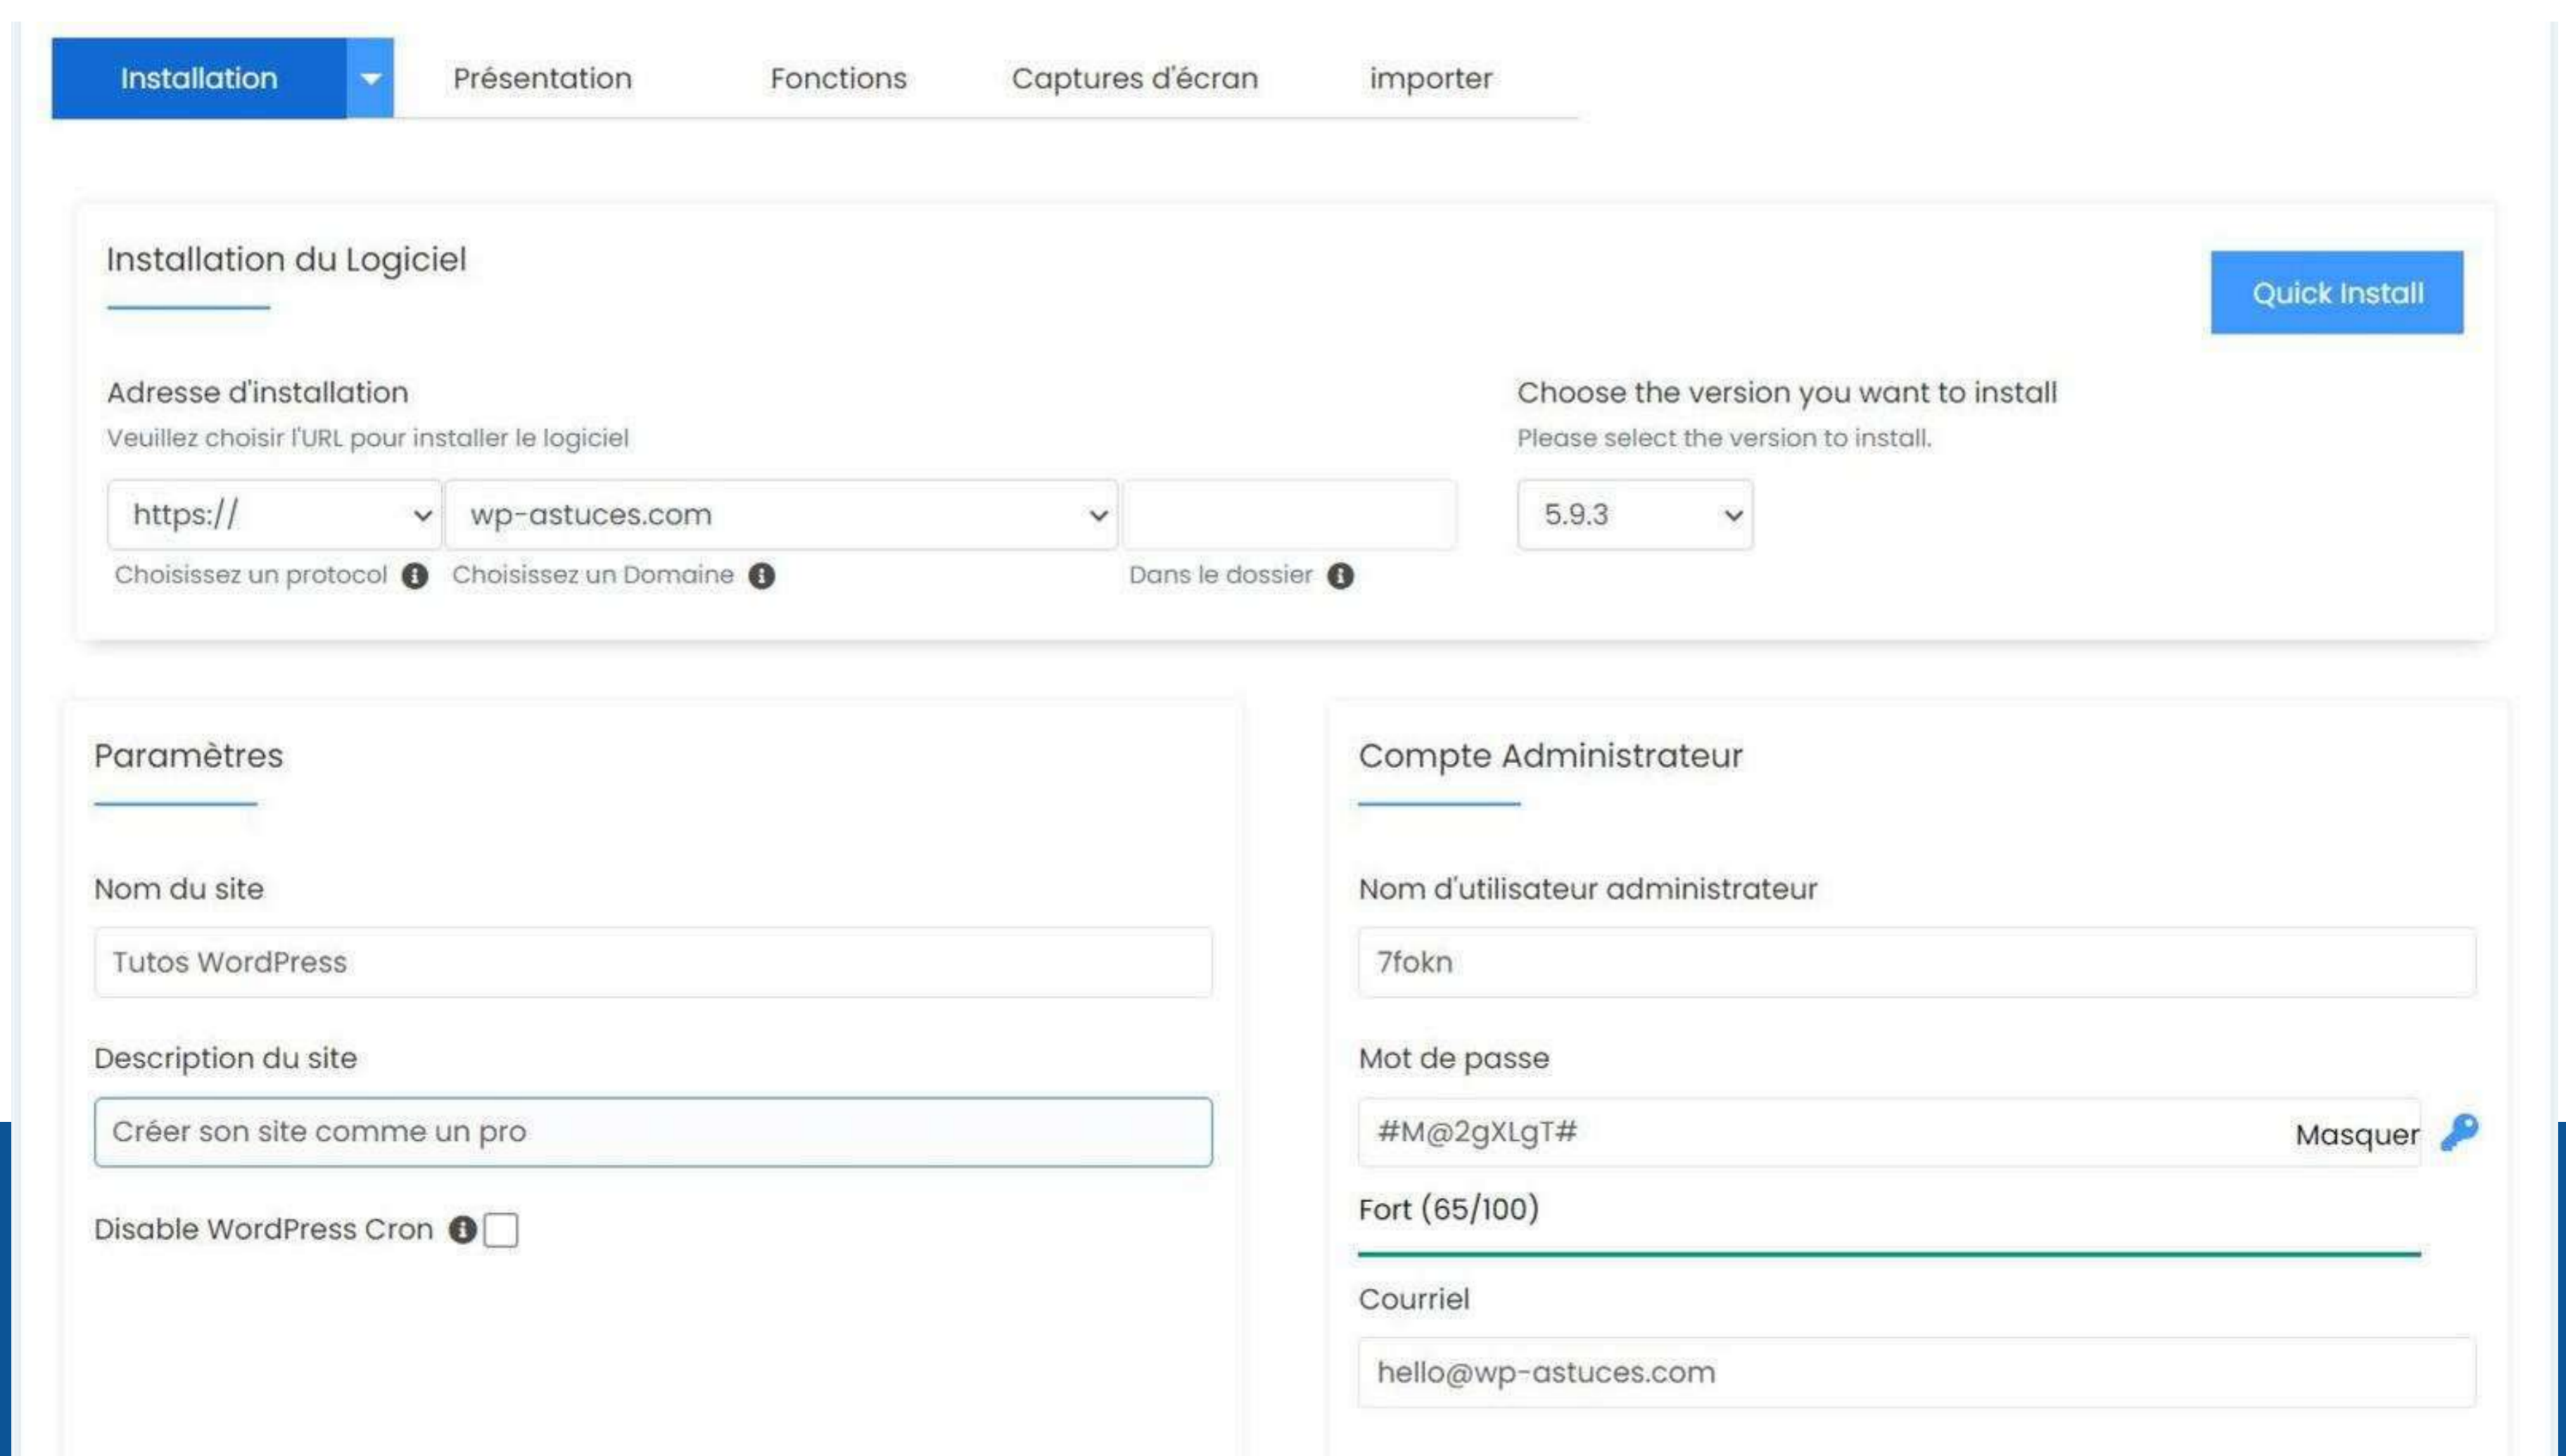 Installation Présentation Fonctions Captures d'écran importer
Installation du Logiciel
Quick Install
Adresse d'installation
Veuillez choisir l'URL pour installer le logiciel
https:// wp-astuces.com
Choisissez un protocol Choisissez un Domaine Dans le dossier
Choose the version you want to install
Please select the version to install.
5.9.3
Paramètres
Nom du site
Tutos WordPress
Description du site
Créer son site comme un pro
Disable WordPress Cron
Compte Administrateur
Nom d'utilisateur administrateur
7fokn
Mot de passe
#M@2gXLgT# Masquer
Fort (65/100)
Courriel
hello@wp-astuces.com